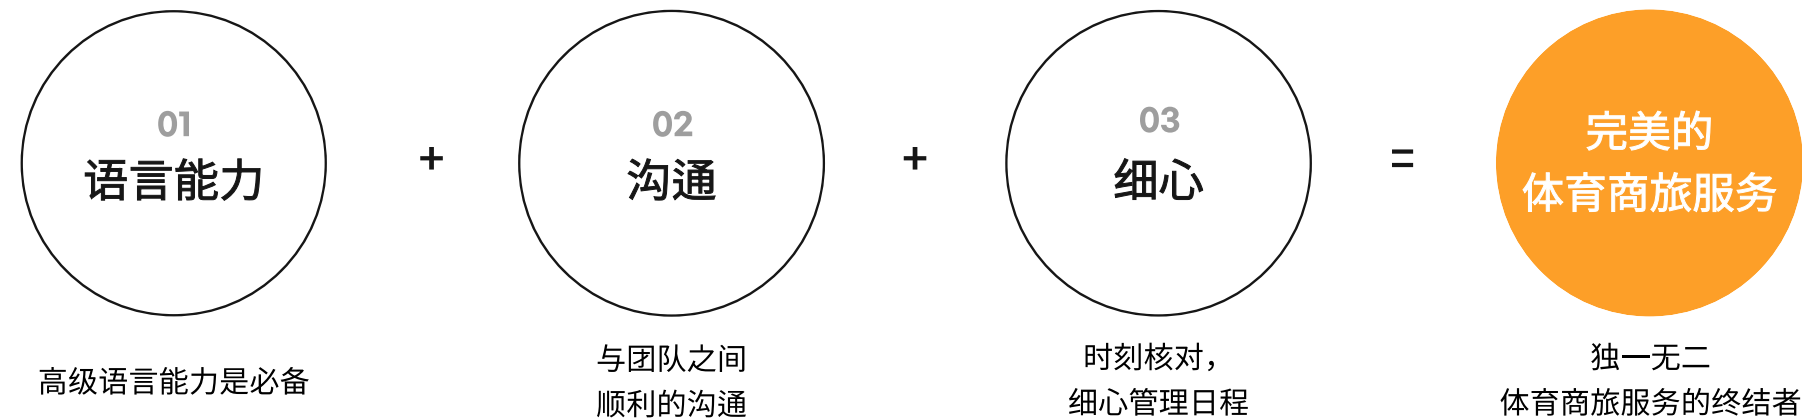 01
语言能力
高级语言能力是必备
+
02
沟通
与团队之间
顺利的沟通
+
03
细心
时刻核对，
细心管理日程
=
完美的
体育商旅服务
独一无二
体育商旅服务的终结者